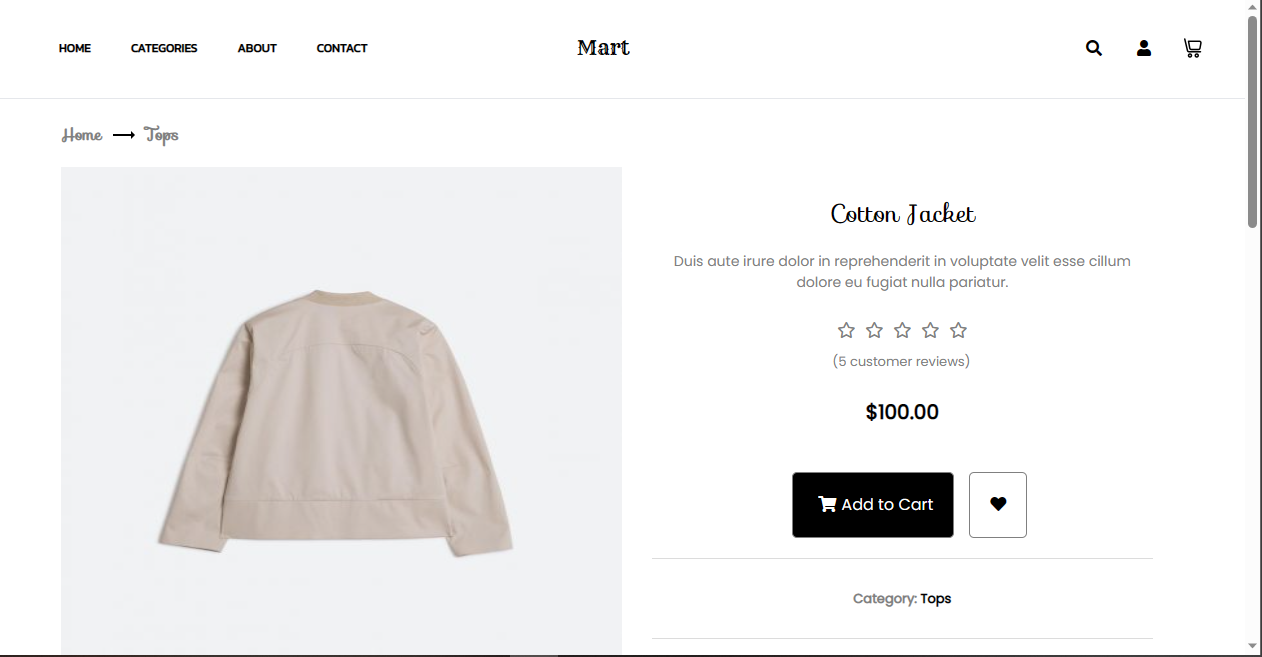 HOME CATEGORIES ABOUT CONTACT Mart
Home Tops
Cotton Jacket
Duis aute irure dolor in reprehenderit in voluptate velit esse cillum
dolore eu fugiat nulla pariatur.
(5 customer reviews)
$100.00
Add to Cart
Category: Tops